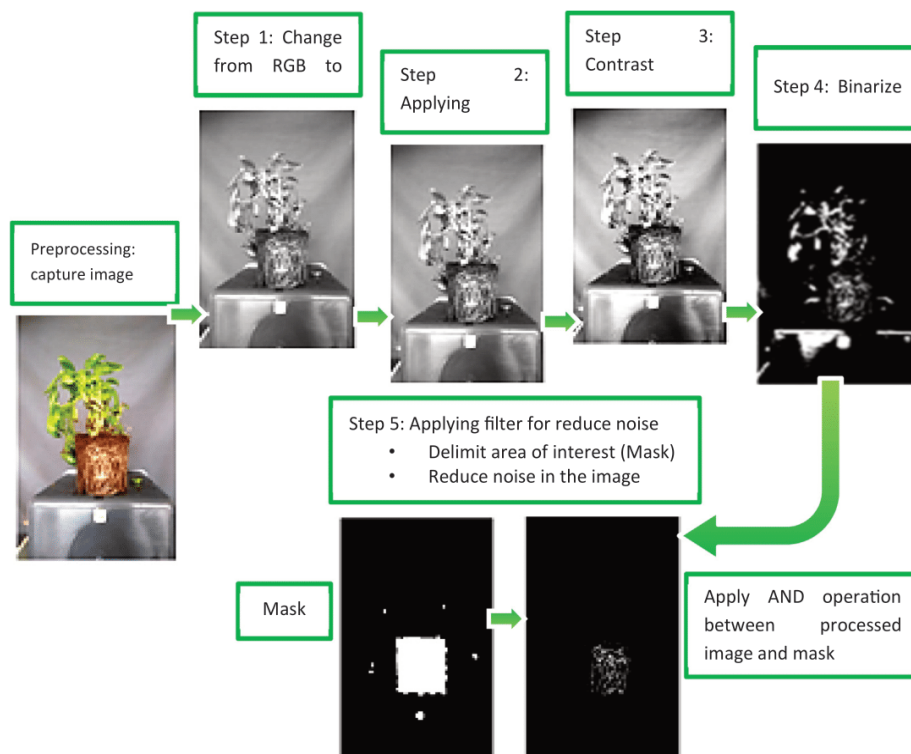 Preprocessing:
capture image
Step 1: Change
from RGB to
Step 2:
Applying
Step 3:
Contrast
Step 4: Binarize
Step 5: Applying filter for reduce noise
• Delimit area of interest (Mask)
• Reduce noise in the image
Mask
Apply AND operation
between processed
image and mask